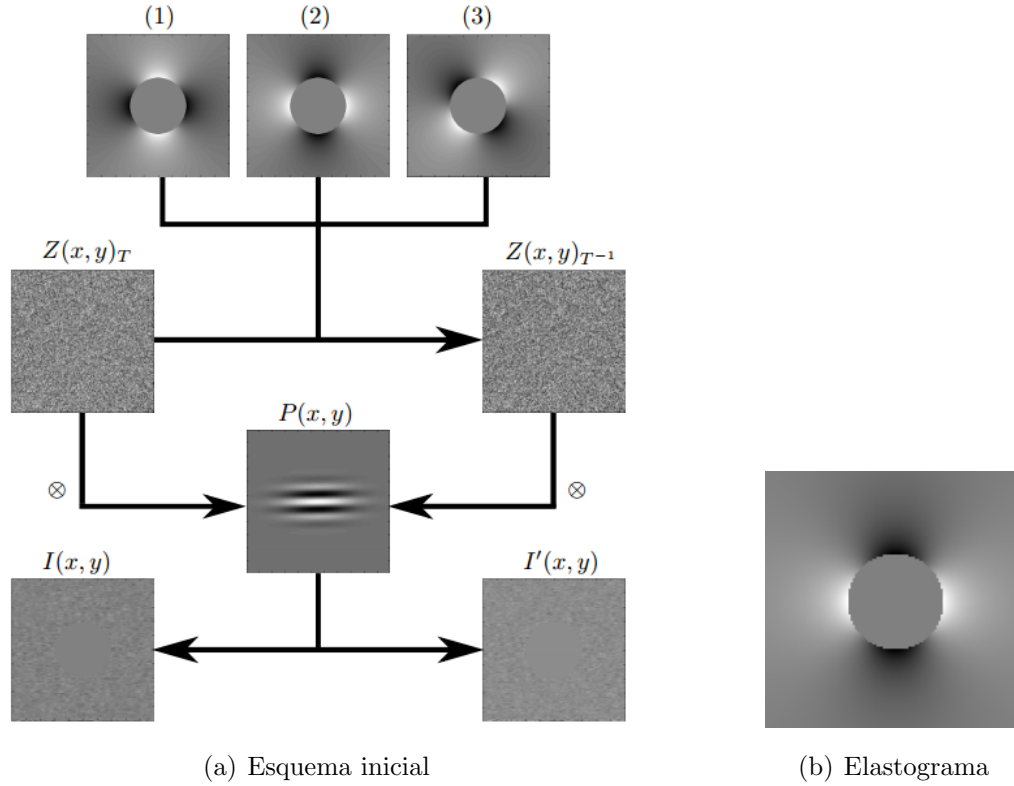 (1) (2) (3)
Z(x, y)_T Z(x, y)_{T^{-1}}
P(x, y)
⊗ ⊗
I(x, y) I'(x, y)
(a) Esquema inicial (b) Elastograma